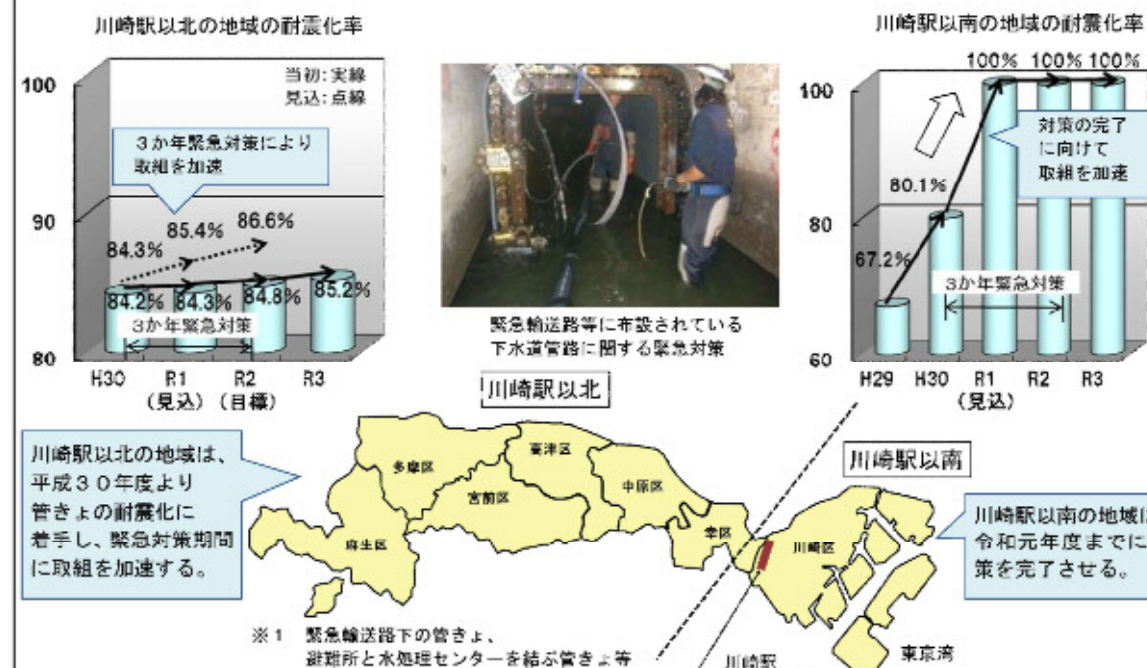 川崎駅以北の地域の耐震化率
当初:実線
見込:点線
100
90
80
3か年緊急対策により
取組を加速
84.3%
85.4%
86.6%
84.2%
84.3%
84.8%
85.2%
3か年緊急対策
H30
R1
R2
R3
(見込)
(目標)
緊急輸送路等に布設されている
下水道管路に関する緊急対策
川崎駅以南の地域の耐震化率
100
80
60
100%
100%
100%
対策の完了
に向けて
取組を加速
80.1%
67.2%
3か年緊急対策
H29
H30
R1
R2
R3
(見込)
川崎駅以北
川崎駅以北の地域は、
平成30年度より
管きょの耐震化に
着手し、緊急対策期間
に取組を加速する。
多摩区
高津区
宮前区
中原区
麻生区
幸区
川崎区
川崎駅以南
川崎駅以南の地域は
令和元年度までに
策を完了させる。
※1 緊急輸送路下の管きょ、
避難所と水処理センターを結ぶ管きょ等
川崎駅
東京湾